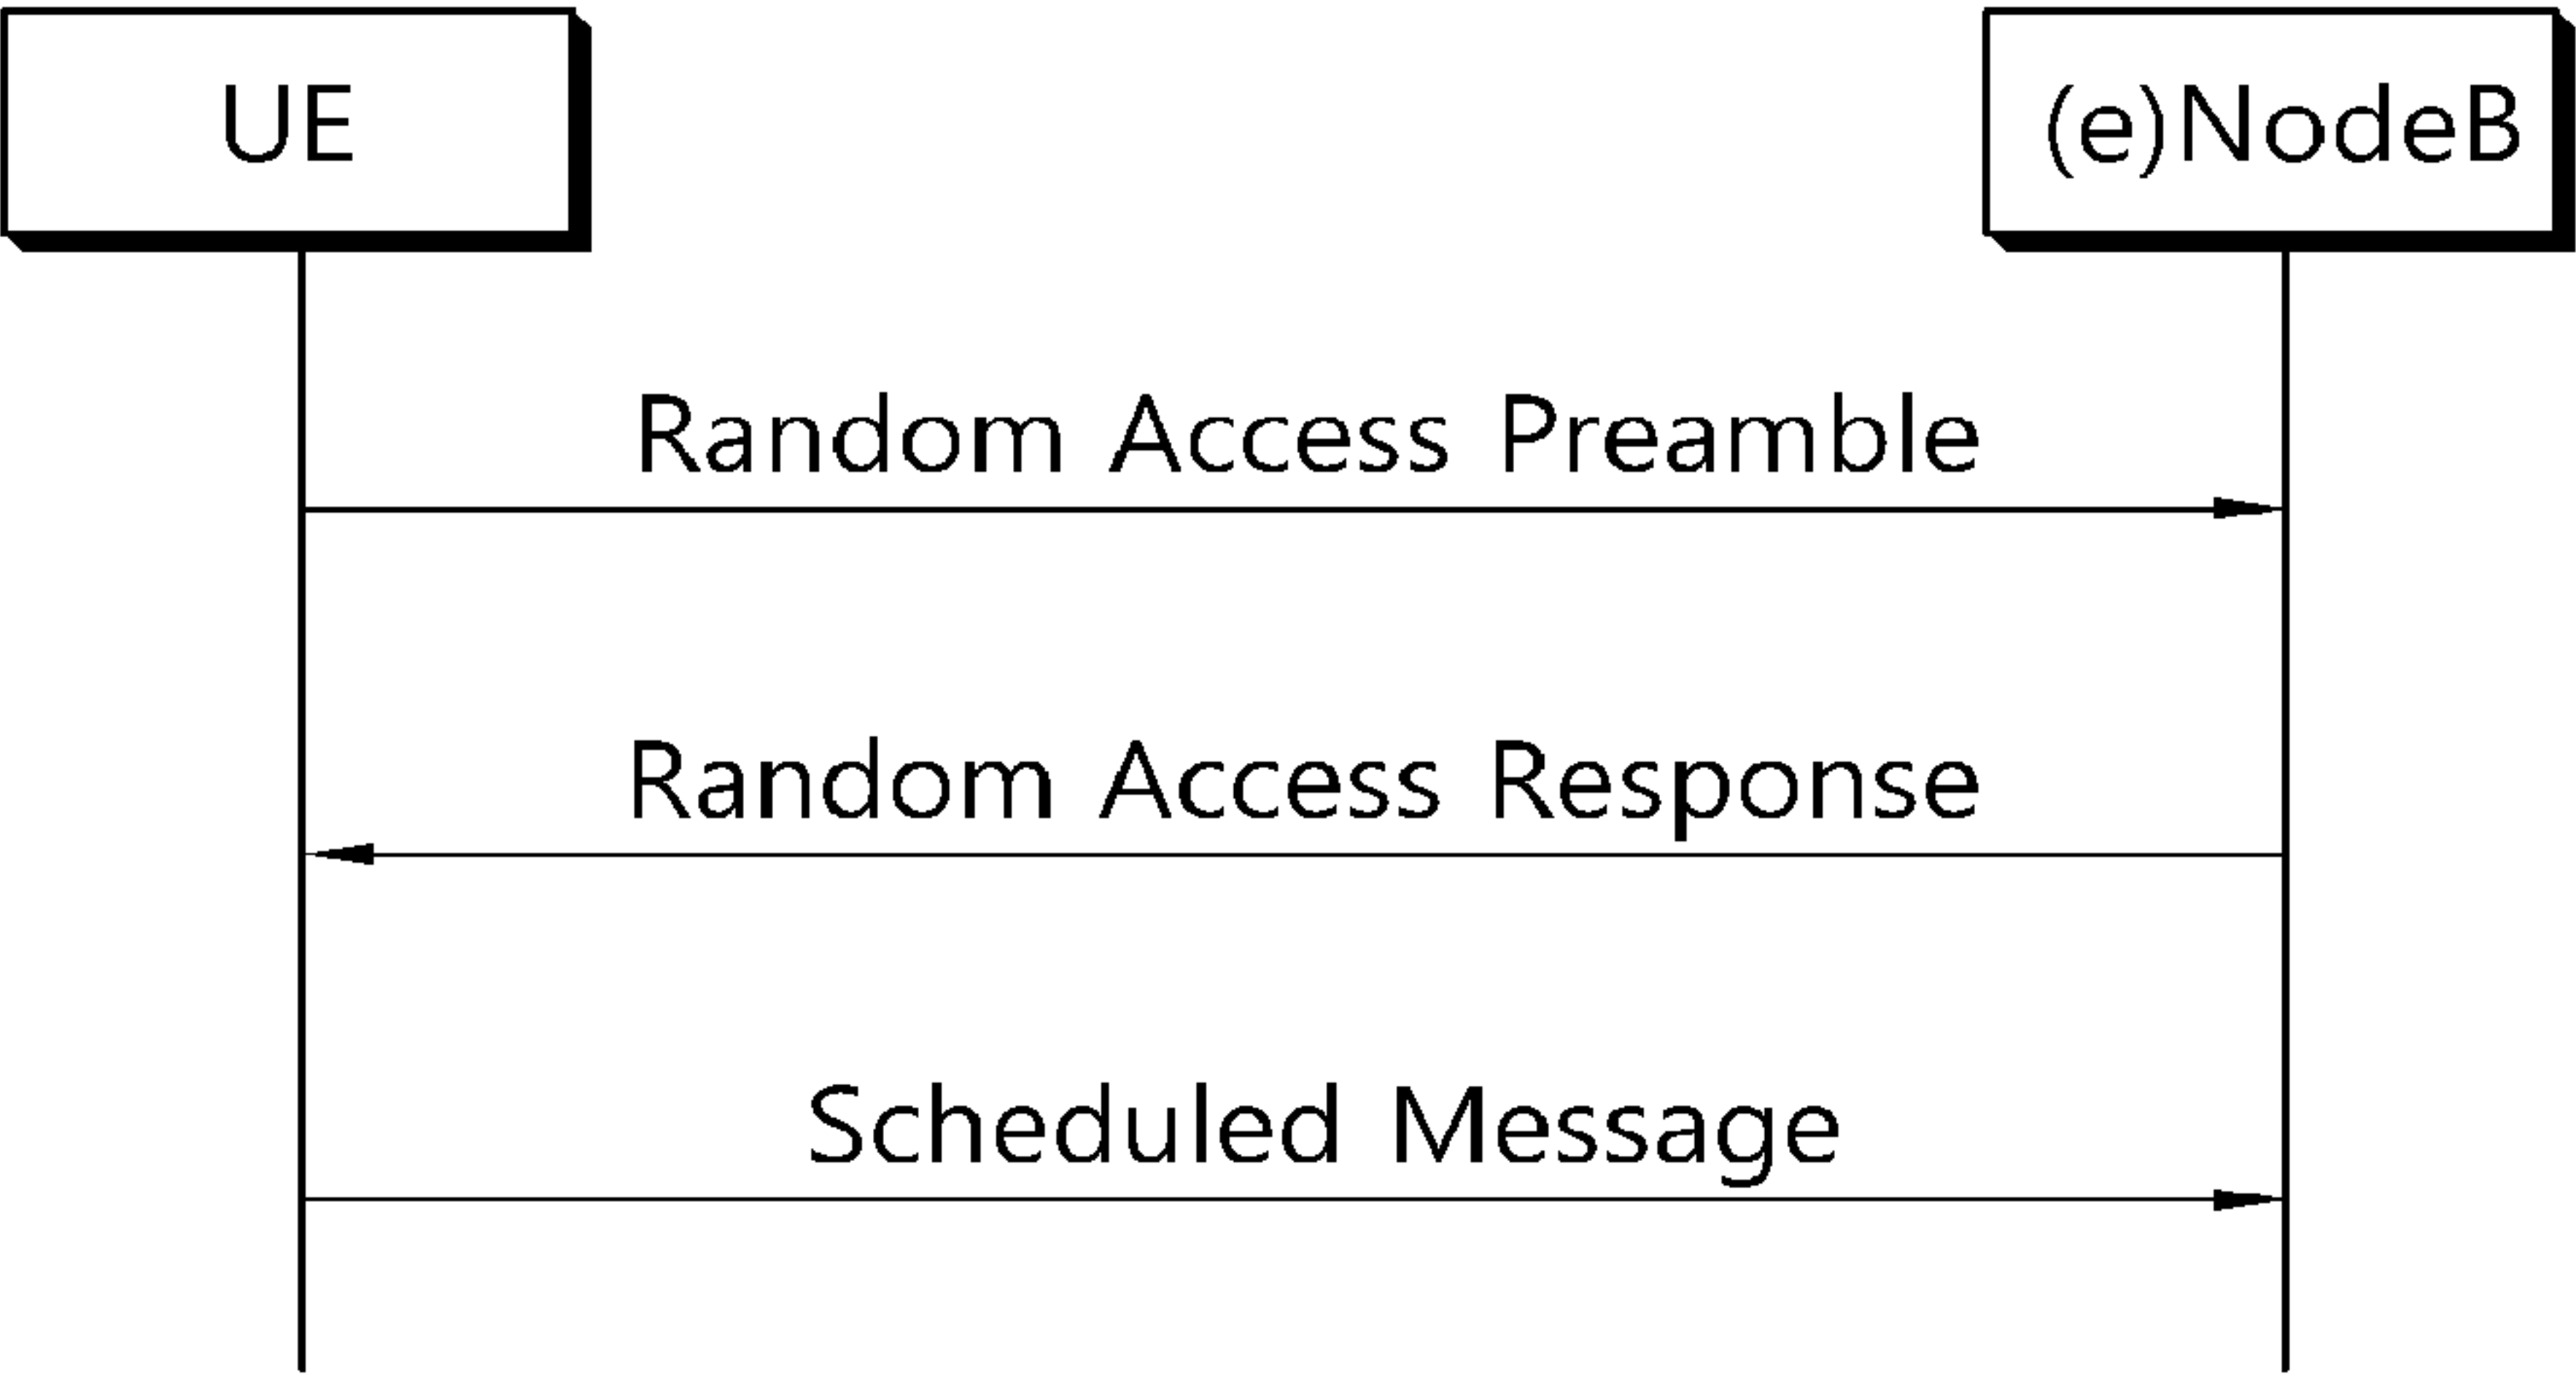 UE
(e)NodeB
Random Access Preamble
Random Access Response
Scheduled Message